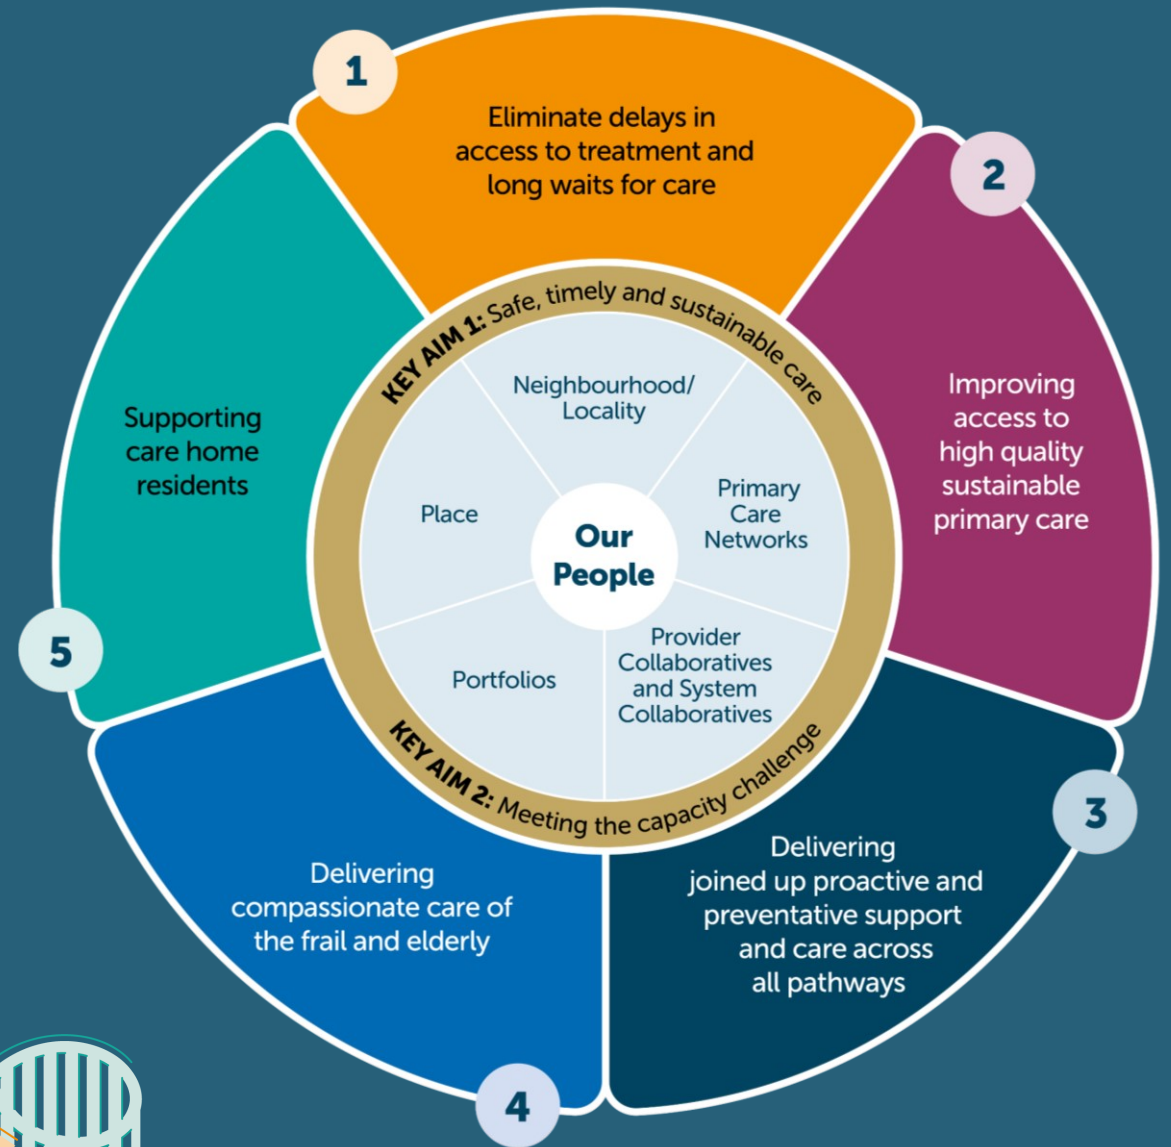 1
Eliminate delays in
access to treatment and
long waits for care
2
Improving
access to
high quality
sustainable
primary care
3
Delivering
joined up proactive and
preventative support
and care across
all pathways
4
Delivering
compassionate care of
the frail and elderly
5
Supporting
care home
residents
KEY AIM 1: Safe, timely and sustainable care
Neighbourhood/
Locality
Primary
Care
Networks
Provider
Collaboratives
and System
Collaboratives
Portfolios
Place
Our
People
KEY AIM 2: Meeting the capacity challenge